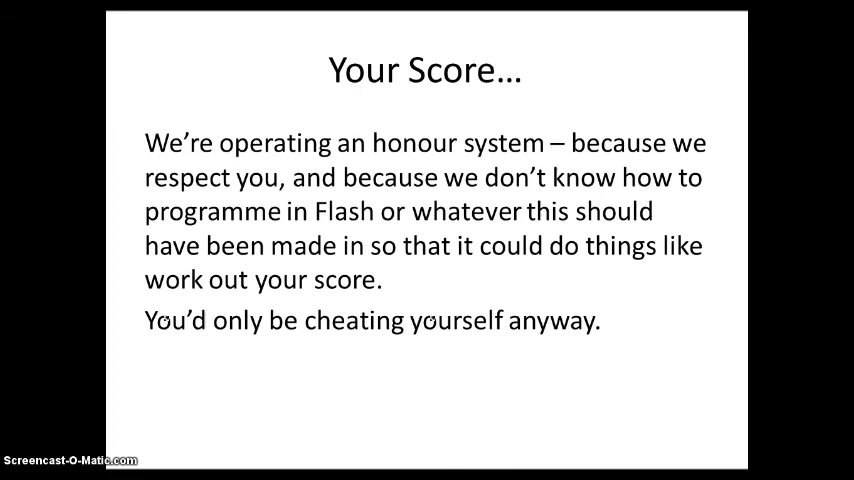 Your Score...
We're operating an honour system – because we
respect you, and because we don't know how to
programme in Flash or whatever this should
have been made in so that it could do things like
work out your score.
You'd only be cheating yourself anyway.
Screencast-O-Matic.com